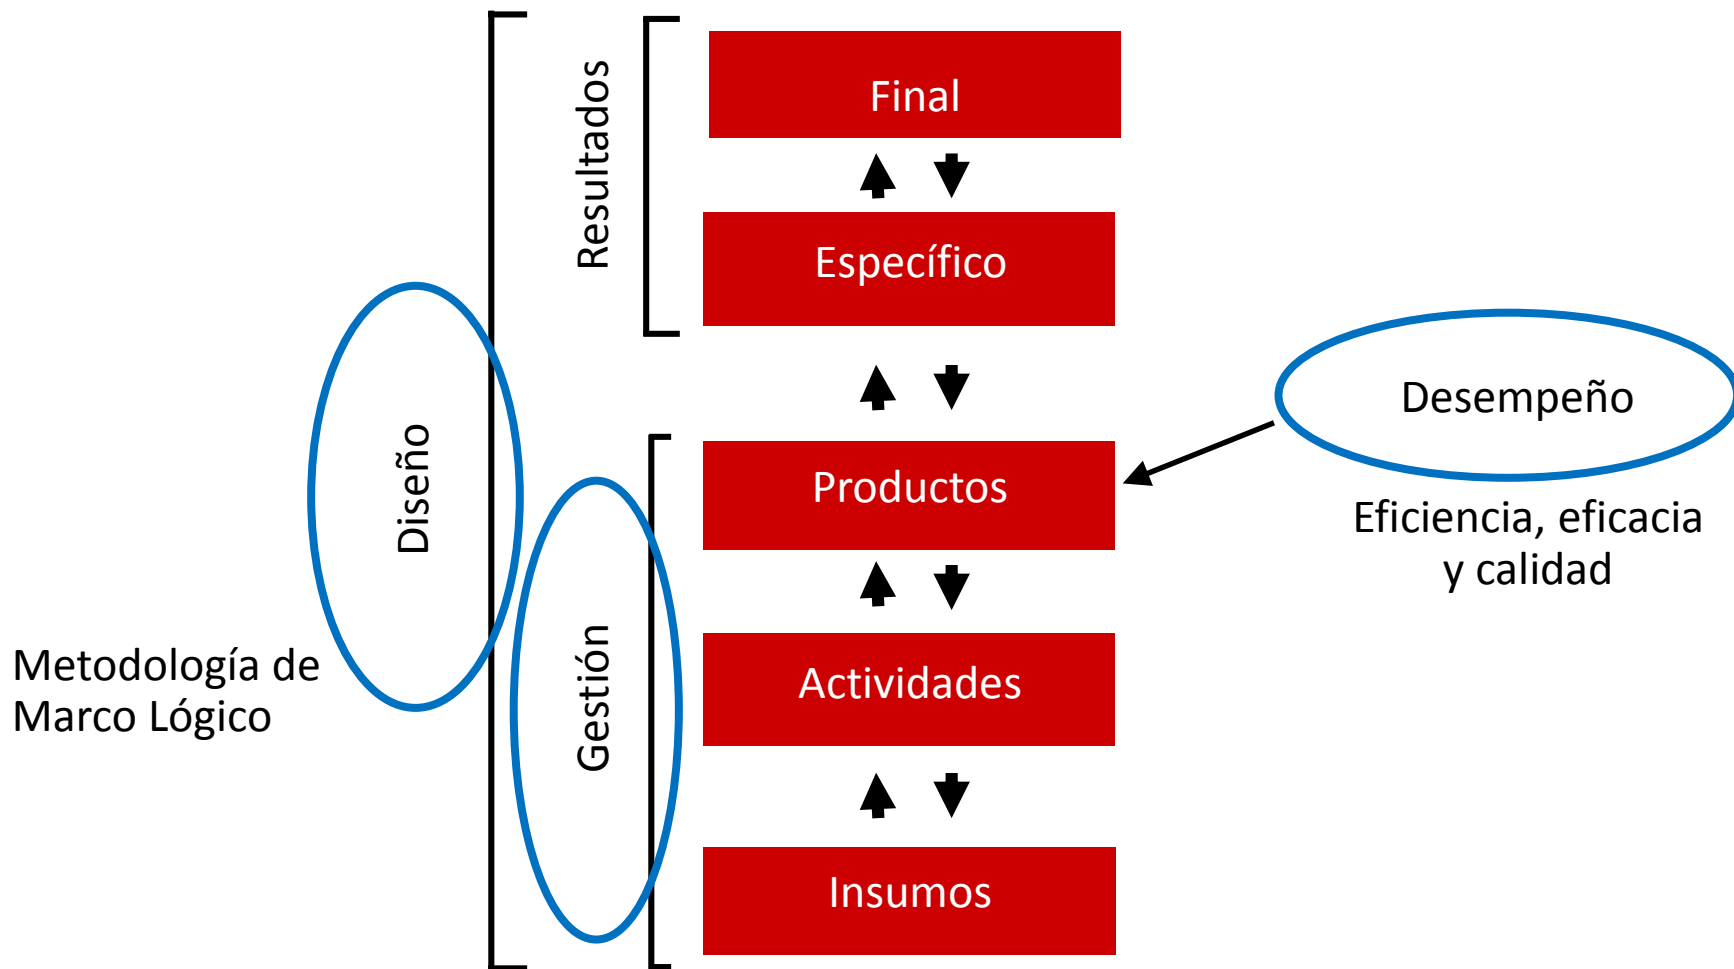 Final
Resultados
Específico
Desempeño
Diseño
Productos
Eficiencia, eficacia
y calidad
Metodología de
Marco Lógico
Gestión
Actividades
Insumos